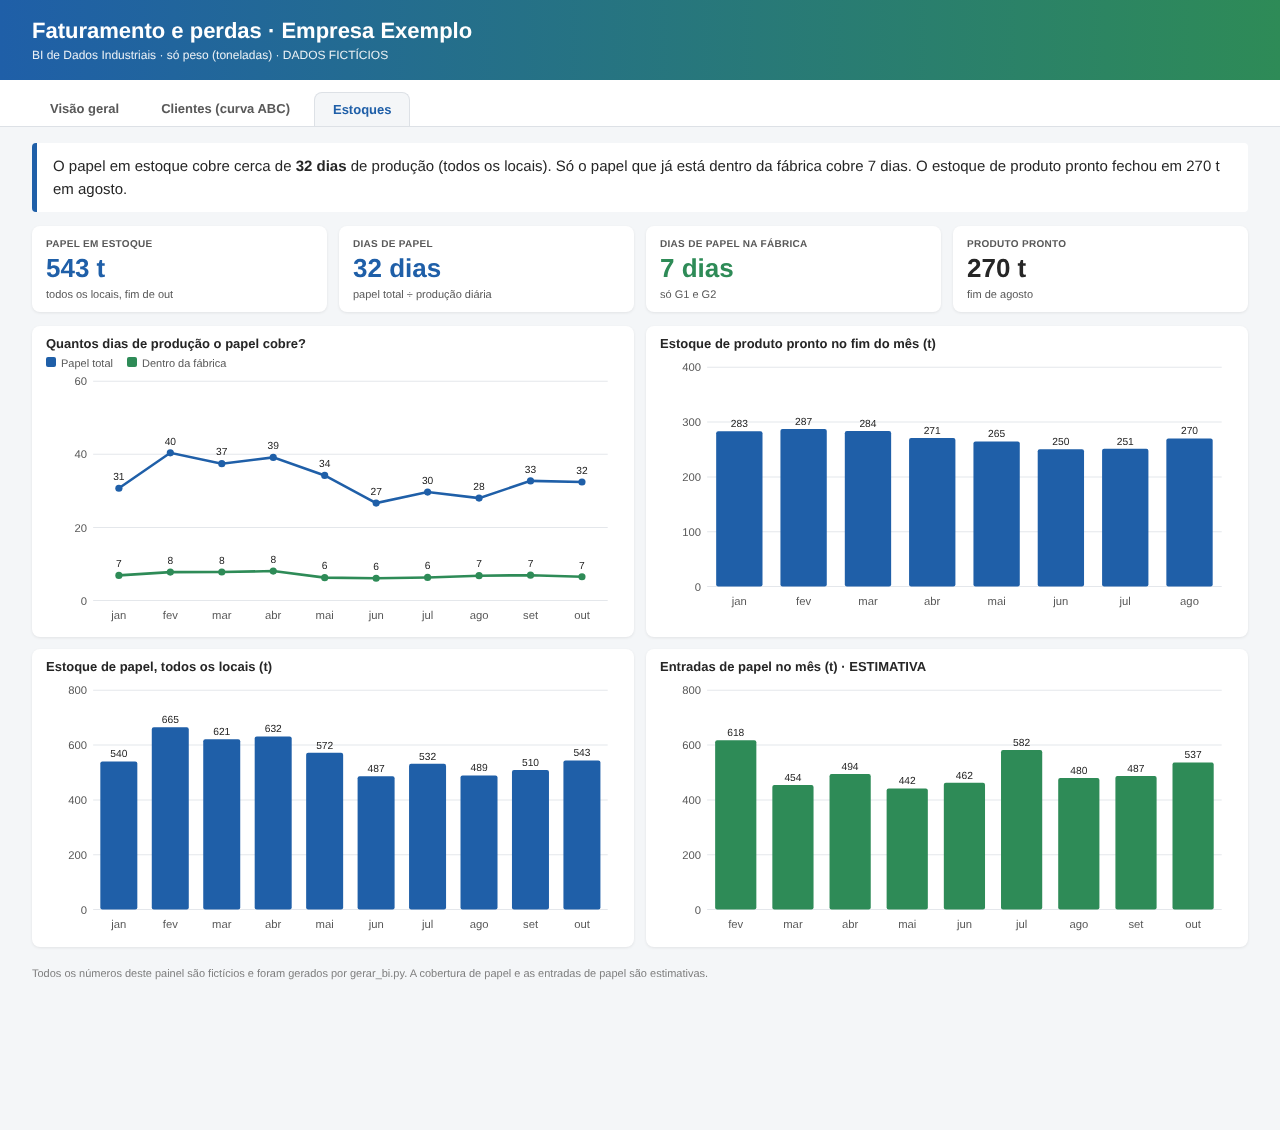 Faturamento e perdas · Empresa Exemplo
BI de Dados Industriais · só peso (toneladas) · DADOS FICTÍCIOS
Visão geral
Clientes (curva ABC)
Estoques
O papel em estoque cobre cerca de 32 dias de produção (todos os locais). Só o papel que já está dentro da fábrica cobre 7 dias. O estoque de produto pronto fechou em 270 t
em agosto.
PAPEL EM ESTOQUE
543 t
todos os locais, fim de out
DIAS DE PAPEL
32 dias
papel total ÷ produção diária
DIAS DE PAPEL NA FÁBRICA
7 dias
só G1 e G2
PRODUTO PRONTO
270 t
fim de agosto
Quantos dias de produção o papel cobre?
Papel total
Dentro da fábrica
60
40
20
0
31
40
37
39
34
27
30
28
33
32
7
8
8
8
6
6
6
7
7
7
jan
fev
mar
abr
mai
jun
jul
ago
set
out
Estoque de produto pronto no fim do mês (t)
400
300
200
100
0
283
287
284
271
265
250
251
270
jan
fev
mar
abr
mai
jun
jul
ago
Estoque de papel, todos os locais (t)
800
600
400
200
0
540
665
621
632
572
487
532
489
510
543
jan
fev
mar
abr
mai
jun
jul
ago
set
out
Entradas de papel no mês (t) · ESTIMATIVA
800
600
400
200
0
618
454
494
442
462
582
480
487
537
fev
mar
abr
mai
jun
jul
ago
set
out
Todos os números deste painel são fictícios e foram gerados por gerar_bi.py. A cobertura de papel e as entradas de papel são estimativas.